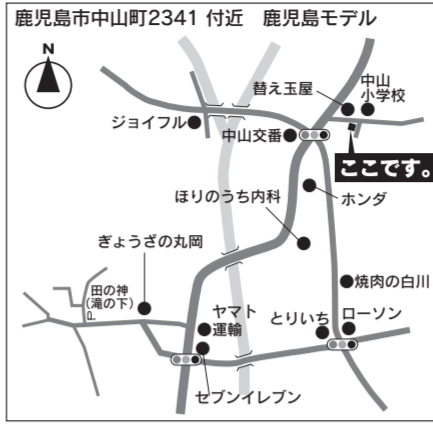 鹿児島市中山町2341 付近　鹿児島モデル
N
替え玉屋
中山
小学校
ジョイフル
中山交番
ここです。
ほりのうち内科
ホンダ
ぎょうざの丸岡
田の神
(滝の下)
P
焼肉の白川
ヤマト
運輸
とりいち
ローソン
セブンイレブン